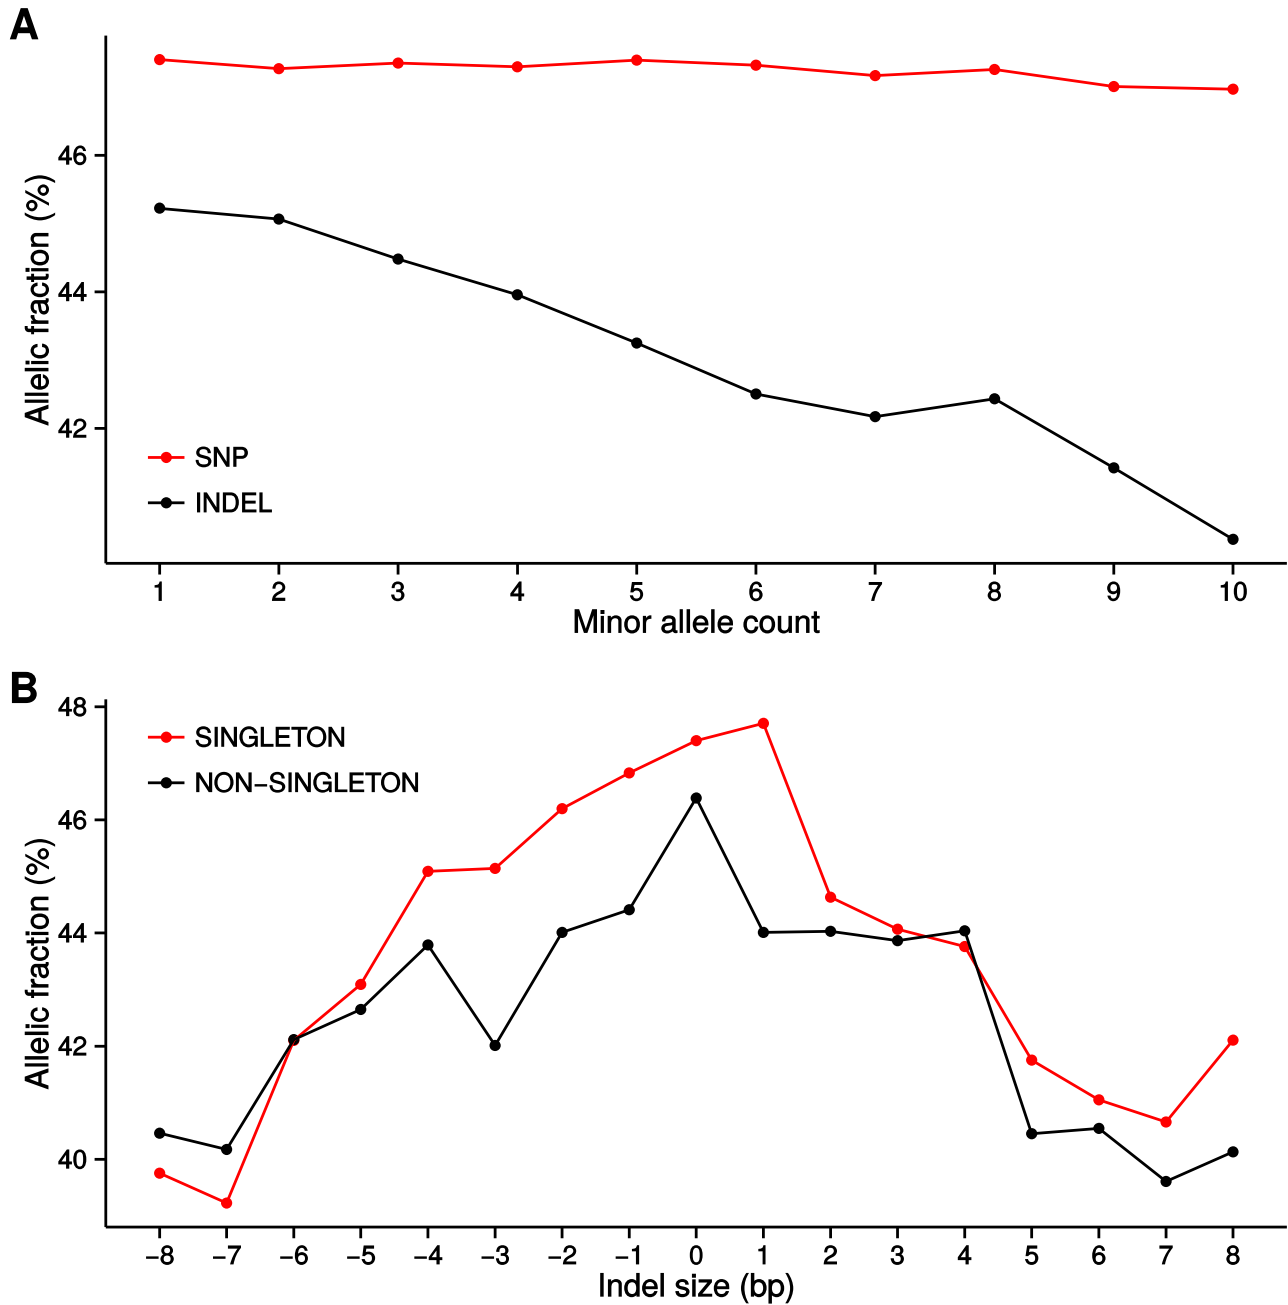 A
Allelic fraction (%)
46
44
42
SNP
INDEL
1 2 3 4 5 6 7 8 9 10
Minor allele count
B
Allelic fraction (%)
48
46
44
42
40
SINGLETON
NON−SINGLETON
−8 −7 −6 −5 −4 −3 −2 −1 0 1 2 3 4 5 6 7 8
Indel size (bp)